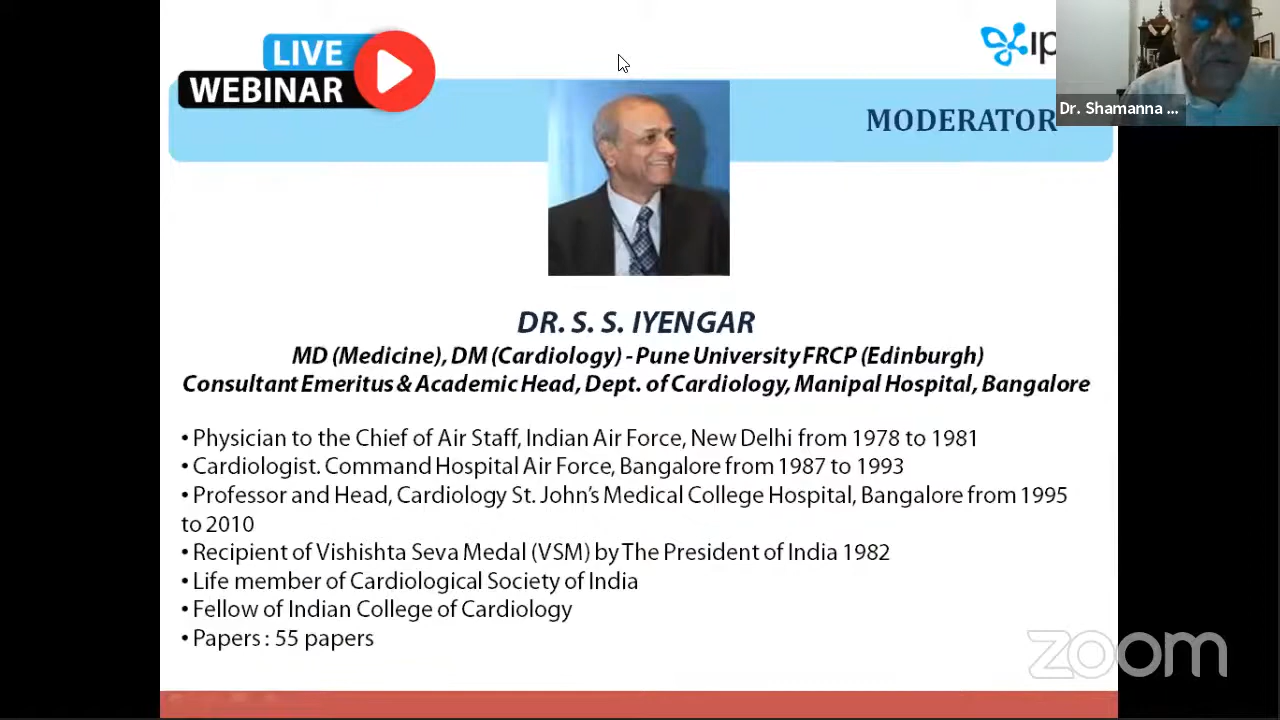 LIVE
WEBINAR
ip
MODERATOR
Dr. Shamanna ...
DR. S. S. IYENGAR
MD (Medicine), DM (Cardiology) - Pune University FRCP (Edinburgh)
Consultant Emeritus & Academic Head, Dept. of Cardiology, Manipal Hospital, Bangalore
• Physician to the Chief of Air Staff, Indian Air Force, New Delhi from 1978 to 1981
• Cardiologist. Command Hospital Air Force, Bangalore from 1987 to 1993
• Professor and Head, Cardiology St. John's Medical College Hospital, Bangalore from 1995
to 2010
• Recipient of Vishishta Seva Medal (VSM) by The President of India 1982
• Life member of Cardiological Society of India
• Fellow of Indian College of Cardiology
• Papers : 55 papers
zoom